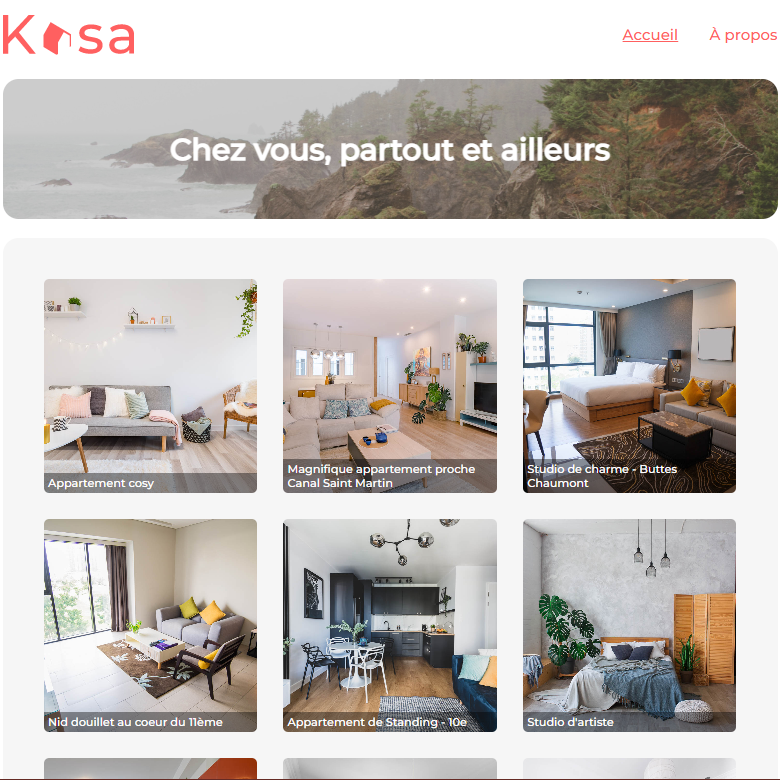 Kasa
Accueil
À propos
Chez vous, partout et ailleurs
Appartement cosy
Magnifique appartement proche
Canal Saint Martin
Studio de charme - Buttes
Chaumont
Nid douillet au coeur du 11ème
Appartement de Standing - 10e
Studio d'artiste